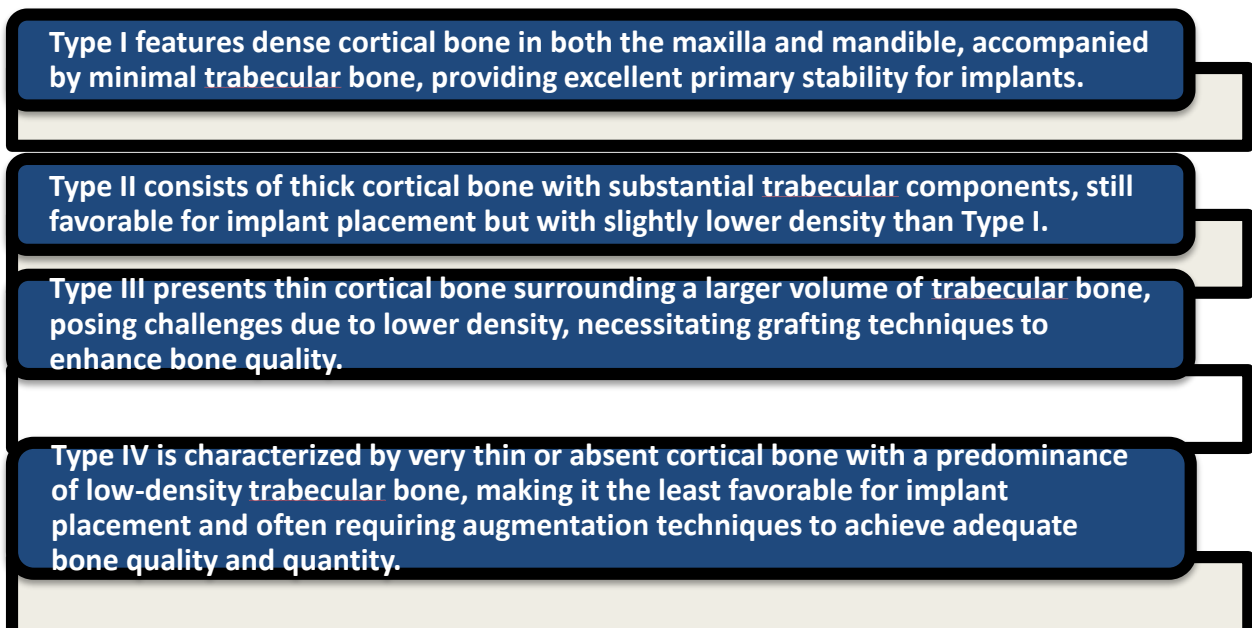 Type I features dense cortical bone in both the maxilla and mandible, accompanied
by minimal trabecular bone, providing excellent primary stability for implants.
Type II consists of thick cortical bone with substantial trabecular components, still
favorable for implant placement but with slightly lower density than Type I.
Type III presents thin cortical bone surrounding a larger volume of trabecular bone,
posing challenges due to lower density, necessitating grafting techniques to
enhance bone quality.
Type IV is characterized by very thin or absent cortical bone with a predominance
of low-density trabecular bone, making it the least favorable for implant
placement and often requiring augmentation techniques to achieve adequate
bone quality and quantity.